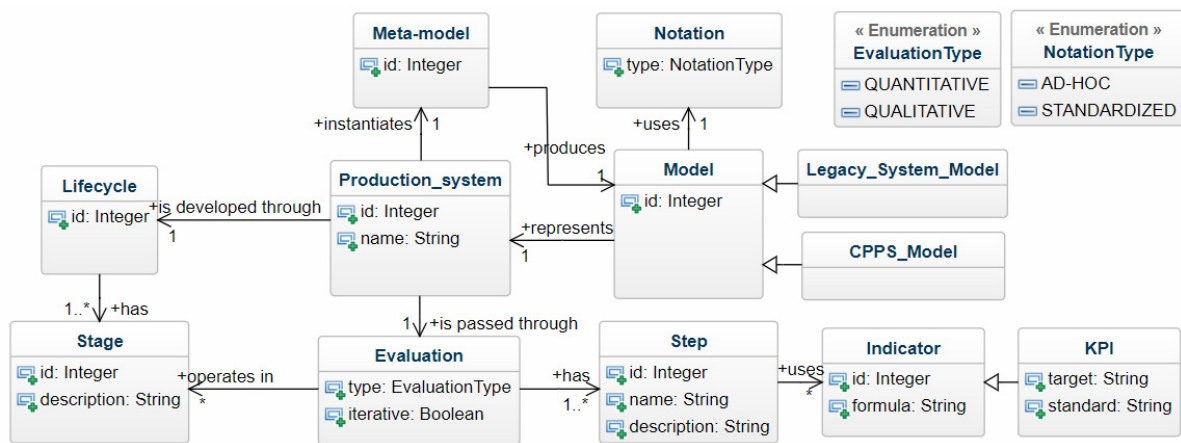 Meta-model
id: Integer
Notation
type: NotationType
« Enumeration »
EvaluationType
QUANTITATIVE
QUALITATIVE
« Enumeration »
NotationType
AD-HOC
STANDARDIZED
+instantiates
1
+uses
1
+produces
1
Lifecycle
id: Integer
+is developed through
1
Production_system
id: Integer
name: String
+represents
1
Model
id: Integer
Legacy_System_Model
CPPS_Model
1..*
+has
1
+is passed through
Stage
id: Integer
description: String
+operates in
*
Evaluation
type: EvaluationType
iterative: Boolean
+has
1..*
Step
id: Integer
name: String
description: String
+uses
*
Indicator
id: Integer
formula: String
KPI
target: String
standard: String